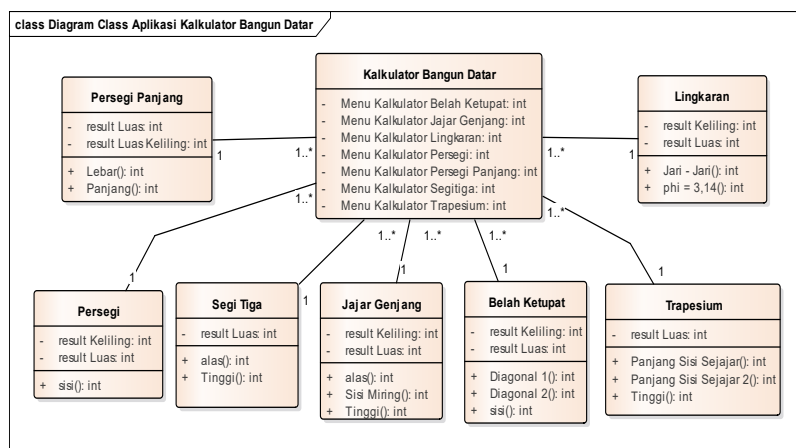 class Diagram Class Aplikasi Kalkulator Bangun Datar
Persegi Panjang
- result Luas: int
- result Luas Keliling: int
+ Lebar(): int
+ Panjang(): int
Kalkulator Bangun Datar
- Menu Kalkulator Belah Ketupat: int
- Menu Kalkulator Jajar Genjang: int
- Menu Kalkulator Lingkaran: int
- Menu Kalkulator Persegi: int
- Menu Kalkulator Persegi Panjang: int
- Menu Kalkulator Segitiga: int
- Menu Kalkulator Trapesium: int
Lingkaran
- result Keliling: int
- result Luas: int
+ Jari - Jari(): int
+ phi = 3,14(): int
1
1..*
1..*
1
1..*
1..*
1..*
1..*
1..*
1
1
1
1
1
Persegi
- result Keliling: int
- result Luas: int
+ sisi(): int
Segi Tiga
- result Luas: int
+ alas(): int
+ Tinggi(): int
Jajar Genjang
- result Keliling: int
- result Luas: int
+ alas(): int
+ Sisi Miring(): int
+ Tinggi(): int
Belah Ketupat
- result Keliling: int
- result Luas: int
+ Diagonal 1(): int
+ Diagonal 2(): int
+ sisi(): int
Trapesium
- result Luas: int
+ Panjang Sisi Sejajar(): int
+ Panjang Sisi Sejajar 2(): int
+ Tinggi(): int